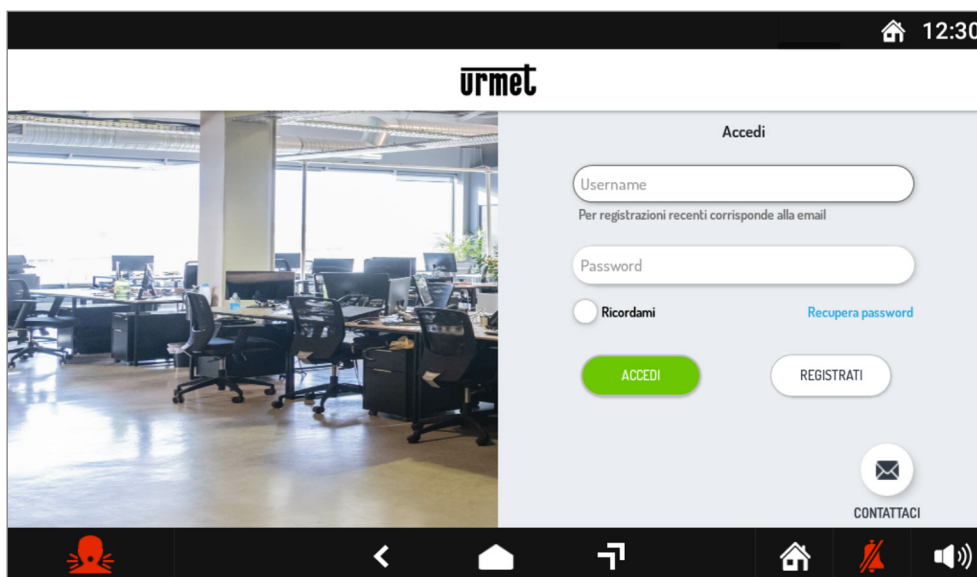 12:30
urmet
Accedi
Username
Per registrazioni recenti corrisponde alla email
Password
Ricordami
Recupera password
ACCEDI
REGISTRATI
CONTATTACI